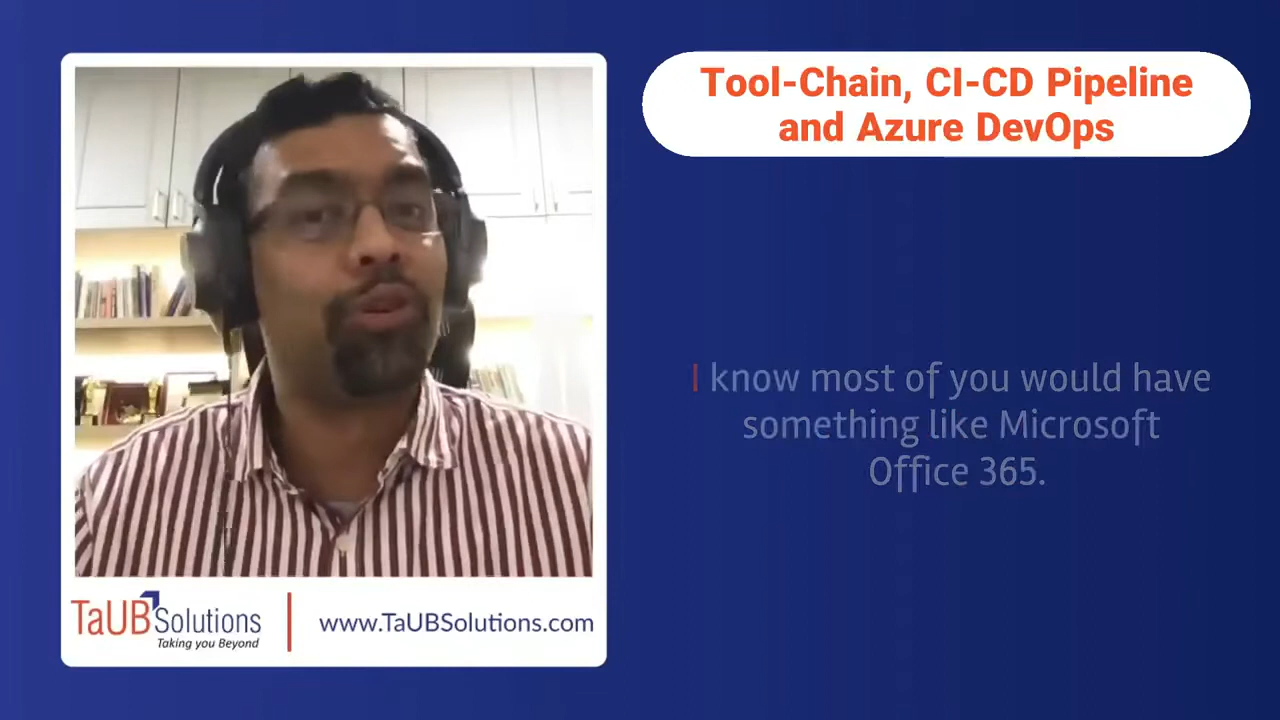 Tool-Chain, CI-CD Pipeline
and Azure DevOps
I know most of you would have
something like Microsoft
Office 365.
TaUB Solutions
Taking you Beyond
www.TaUBSolutions.com